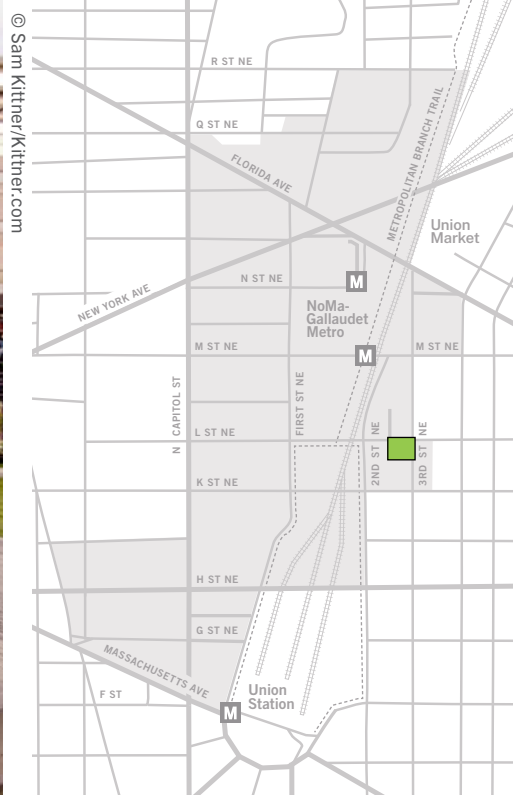 © Sam Kittner/Kittner.com
R ST NE
Q ST NE
FLORIDA AVE
METROPOLITAN BRANCH TRAIL
Union
Market
N ST NE
M
NEW YORK AVE
NoMa-
Gallaudet
Metro
M ST NE
M
M ST NE
N CAPITOL ST
FIRST ST NE
L ST NE
2ND ST NE
3RD ST NE
K ST NE
H ST NE
G ST NE
MASSACHUSETTS AVE
F ST
Union
Station
M